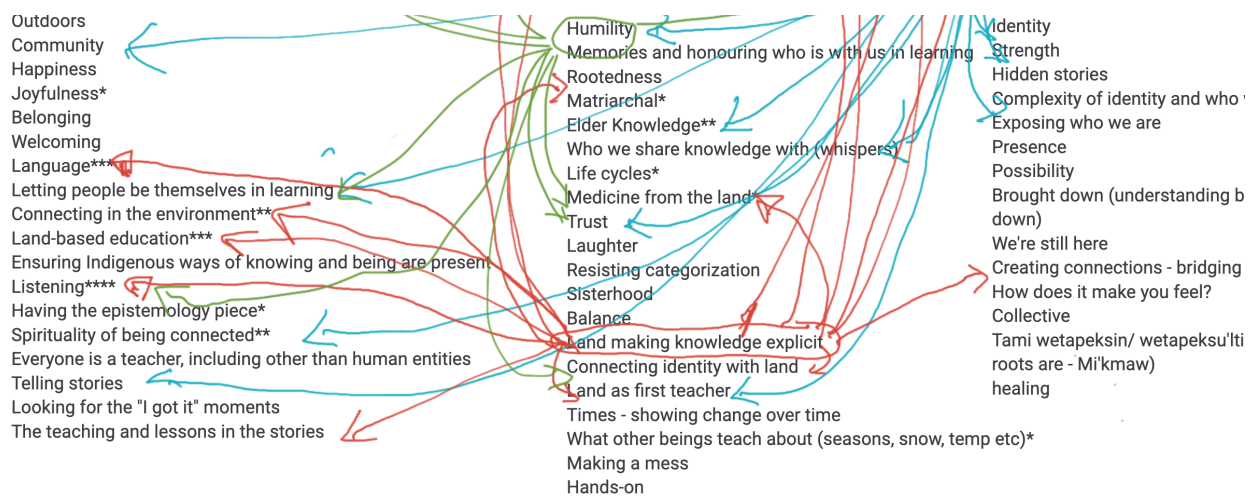 Outdoors
Community
Happiness
Joyfulness*
Belonging
Welcoming
Language***
Letting people be themselves in learning
Connecting in the environment**
Land-based education***
Ensuring Indigenous ways of knowing and being are present
Listening****
Having the epistemology piece*
Spirituality of being connected**
Everyone is a teacher, including other than human entities
Telling stories
Looking for the "I got it" moments
The teaching and lessons in the stories
Humility
Memories and honouring who is with us in learning
Rootedness
Matriarchal*
Elder Knowledge**
Who we share knowledge with (whispers)
Life cycles*
Medicine from the land*
Trust
Laughter
Resisting categorization
Sisterhood
Balance
Land making knowledge explicit
Connecting identity with land
Land as first teacher
Times - showing change over time
What other beings teach about (seasons, snow, temp etc)*
Making a mess
Hands-on
Identity
Strength
Hidden stories
Complexity of identity and who
Exposing who we are
Presence
Possibility
Brought down (understanding
down)
We're still here
Creating connections - bridging
How does it make you feel?
Collective
Tami wetapeksin/ wetapeksu'lti
roots are - Mi'kmaw)
healing